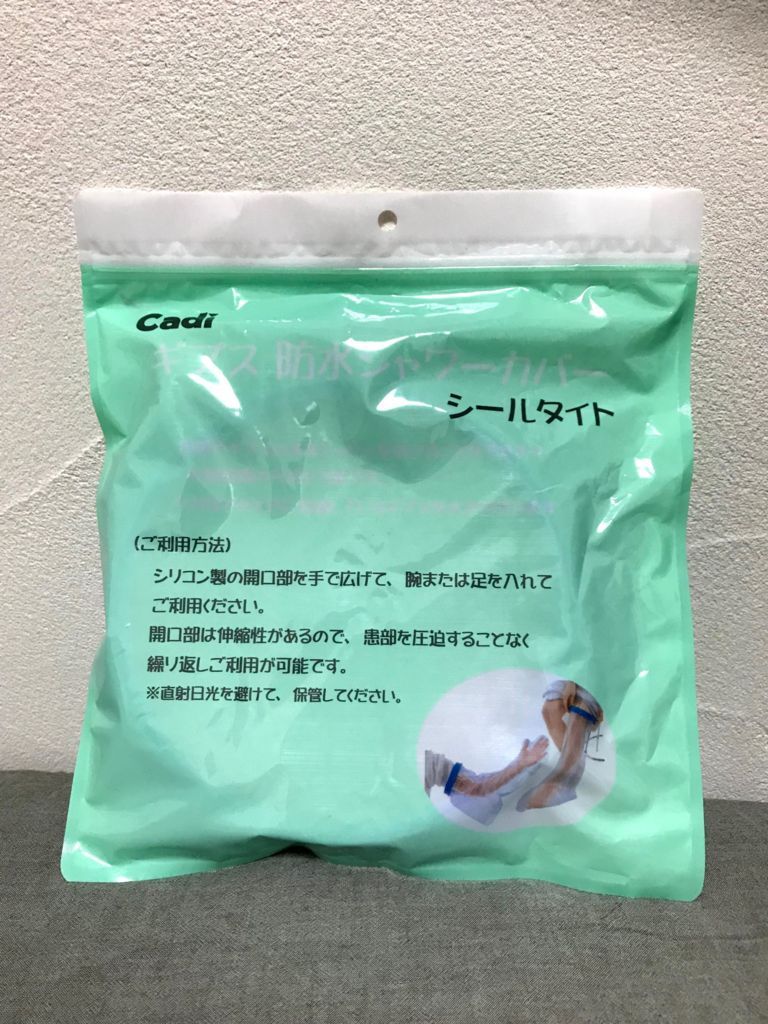 Cadi
ギプス 防水シャワーカバー
シールタイト
(ご利用方法)
シリコン製の開口部を手で広げて、腕または足を入れて
ご利用ください。
開口部は伸縮性があるので、患部を圧迫することなく
繰り返しご利用が可能です。
※直射日光を避けて、保管してください。